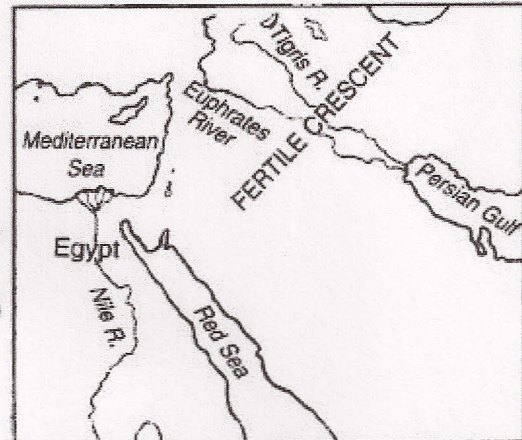 Tigris R.
FERTILE CRESCENT
Euphrates
River
Mediterranean
Sea
Persian Gulf
Egypt
Nile R.
Red Sea